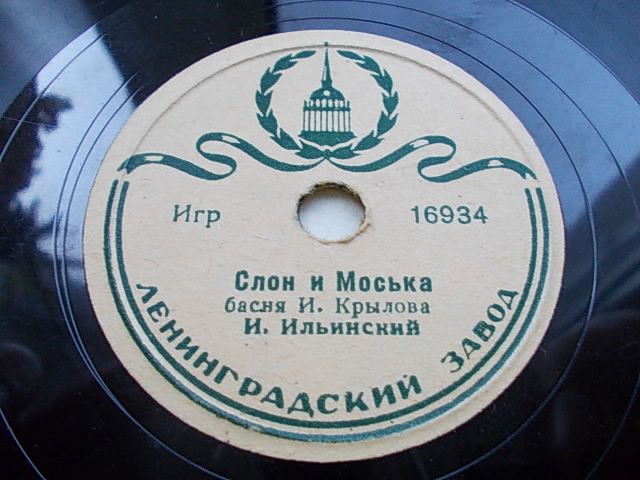 Игр 16934
Слон и Моська
басня И. Крылова
И. Ильинский
ЛЕНИНГРАДСКИЙ ЗАВОД